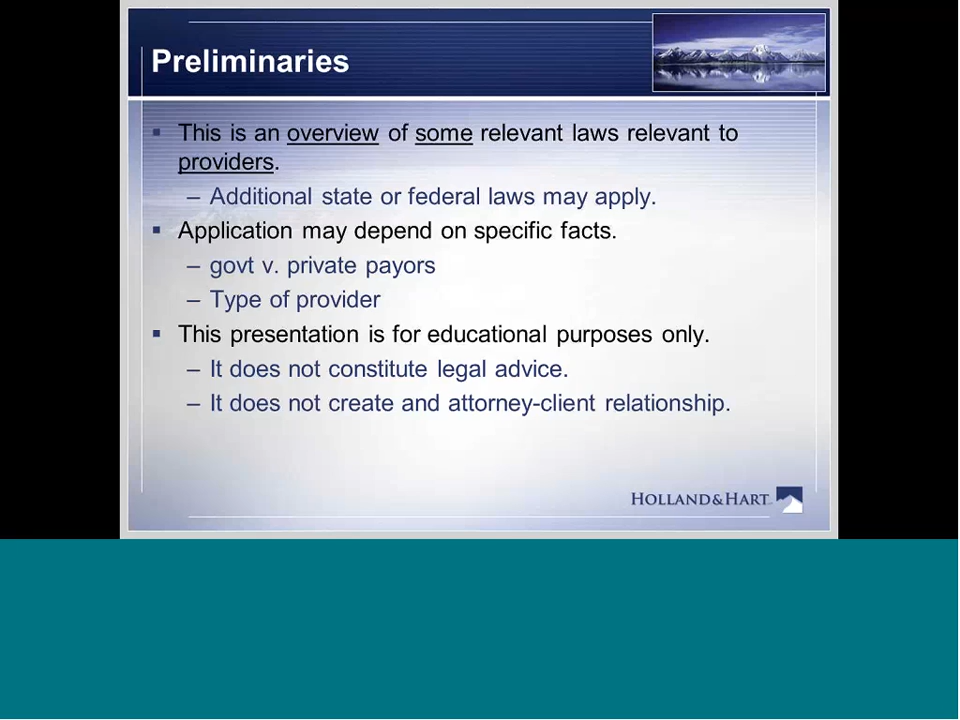 Preliminaries
▪ This is an overview of some relevant laws relevant to
providers.
– Additional state or federal laws may apply.
▪ Application may depend on specific facts.
– govt v. private payors
– Type of provider
▪ This presentation is for educational purposes only.
– It does not constitute legal advice.
– It does not create and attorney-client relationship.
HOLLAND&HART